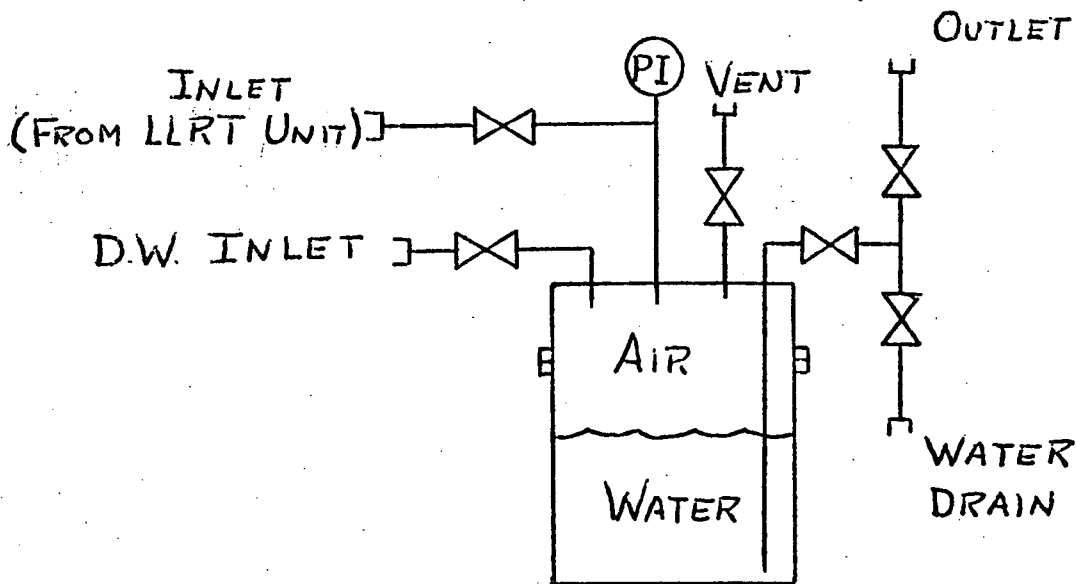 OUTLET
PI
VENT
INLET
(FROM LLRT UNIT)
D.W. INLET
AIR
WATER
WATER
DRAIN